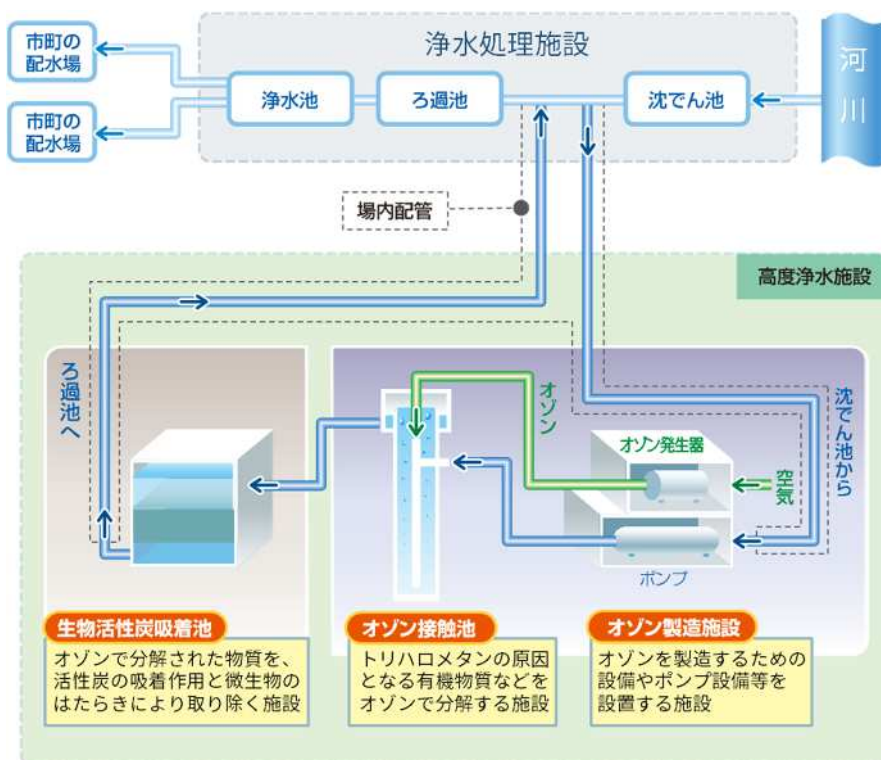 浄水処理施設
市町の
配水場
市町の
配水場
浄水池
ろ過池
沈でん池
河川
場内配管
高度浄水施設
ろ過池へ
オゾン
オゾン発生器
空気
沈でん池から
ポンプ
生物活性炭吸着池
オゾンで分解された物質を、
活性炭の吸着作用と微生物の
はたらきにより取り除く施設
オゾン接触池
トリハロメタンの原因
となる有機物質などを
オゾンで分解する施設
オゾン製造施設
オゾンを製造するための
設備やポンプ設備等を
設置する施設